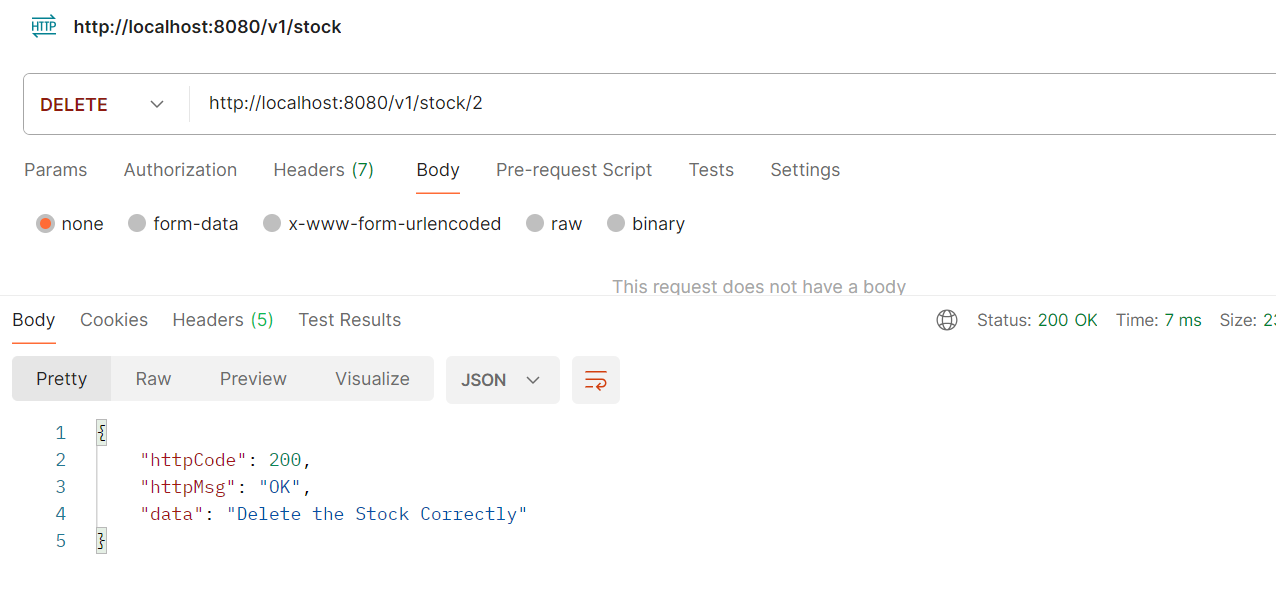 HTTP http://localhost:8080/v1/stock
DELETE http://localhost:8080/v1/stock/2
Params Authorization Headers (7) Body Pre-request Script Tests Settings
none form-data x-www-form-urlencoded raw binary
This request does not have a body
Body Cookies Headers (5) Test Results Status: 200 OK Time: 7 ms Size:
Pretty Raw Preview Visualize JSON
1 {
2 "httpCode": 200,
3 "httpMsg": "OK",
4 "data": "Delete the Stock Correctly"
5 }